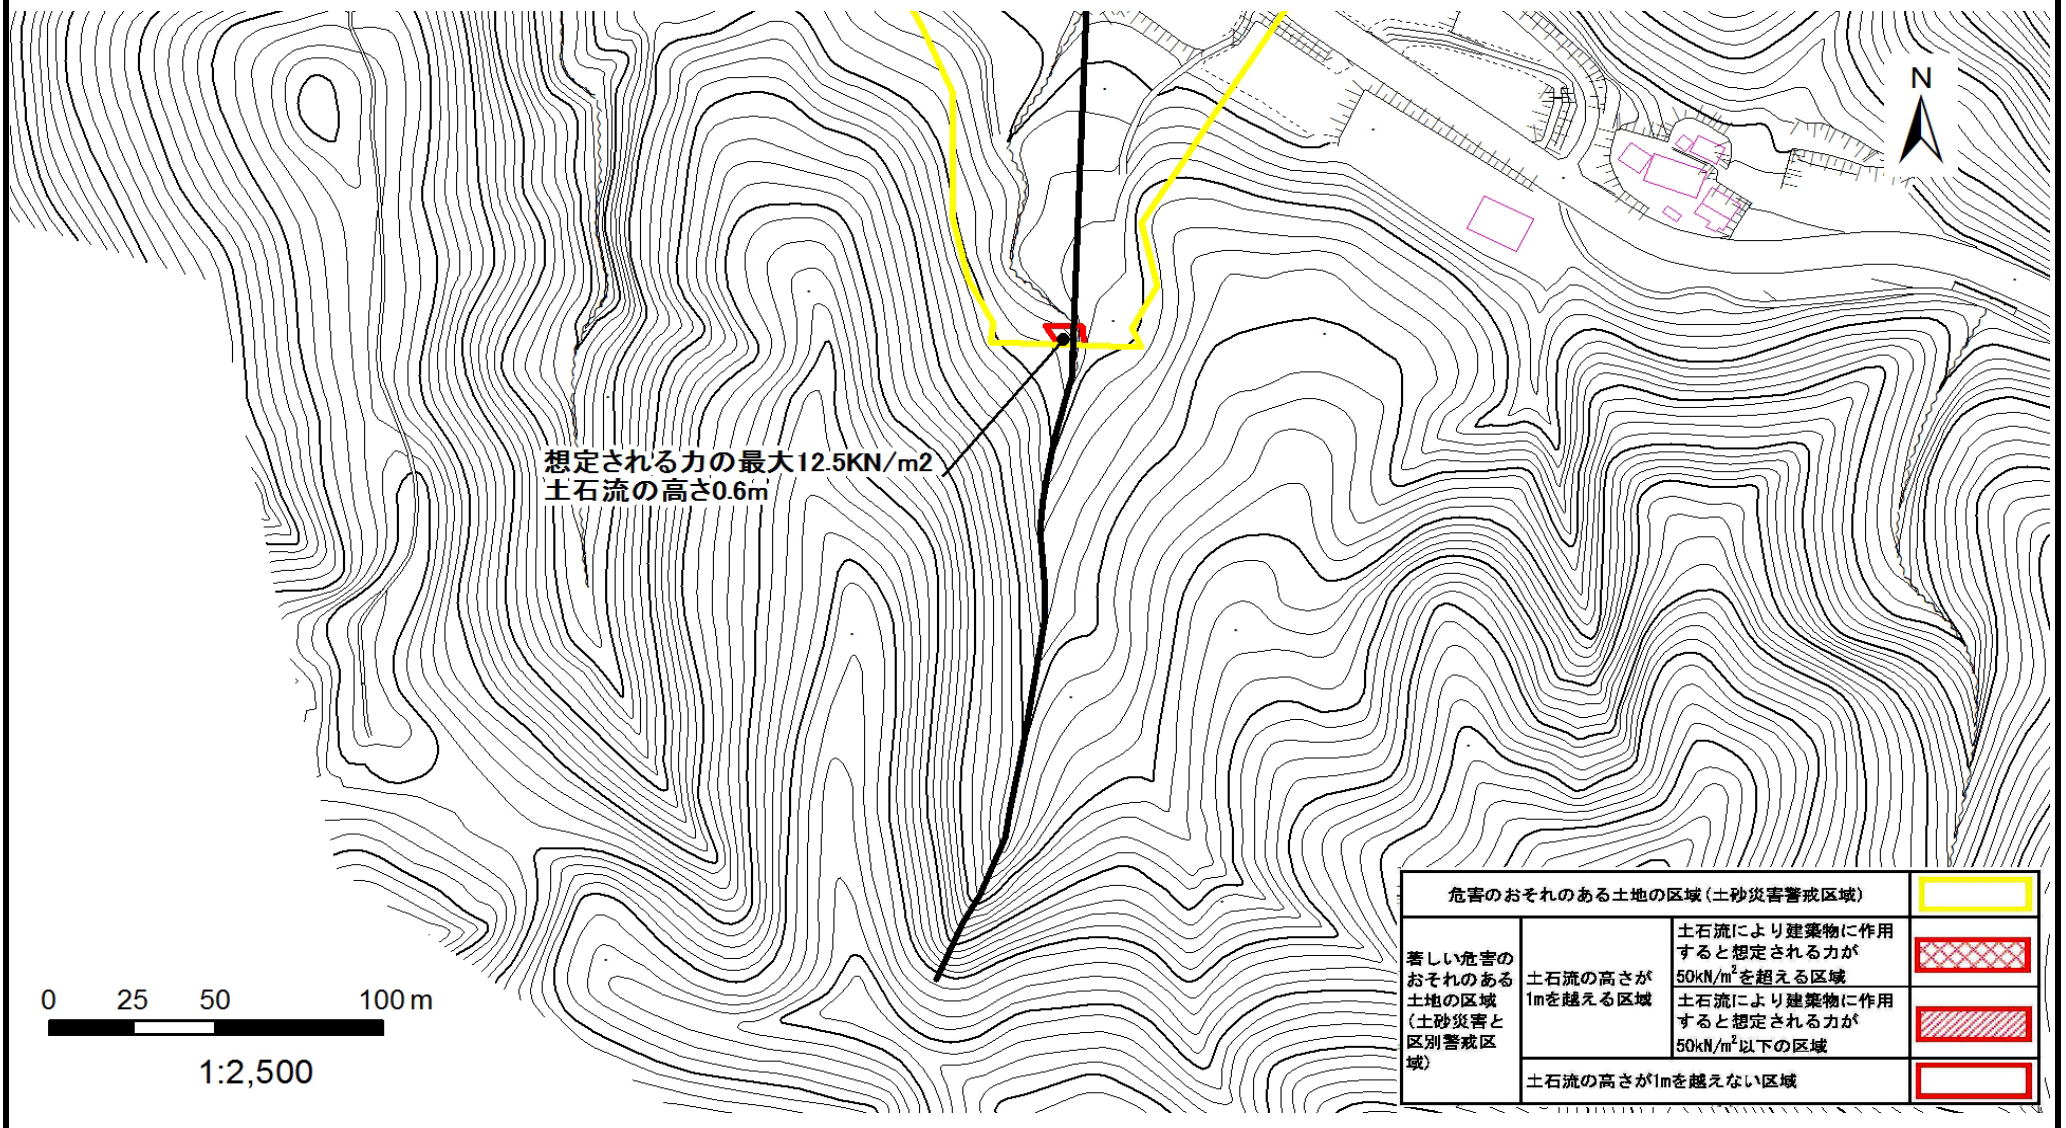 N
想定される力の最大12.5KN/m2
土石流の高さ0.6m
0 25 50 100 m
1:2,500
危害のおそれのある土地の区域(土砂災害警戒区域)
著しい危害の
おそれのある
土地の区域
(土砂災害と
区別警戒区
域)
土石流の高さが
1mを越える区域
土石流により建築物に作用
すると想定される力が
50kN/m²を超える区域
土石流により建築物に作用
すると想定される力が
50kN/m²以下の区域
土石流の高さが1mを越えない区域